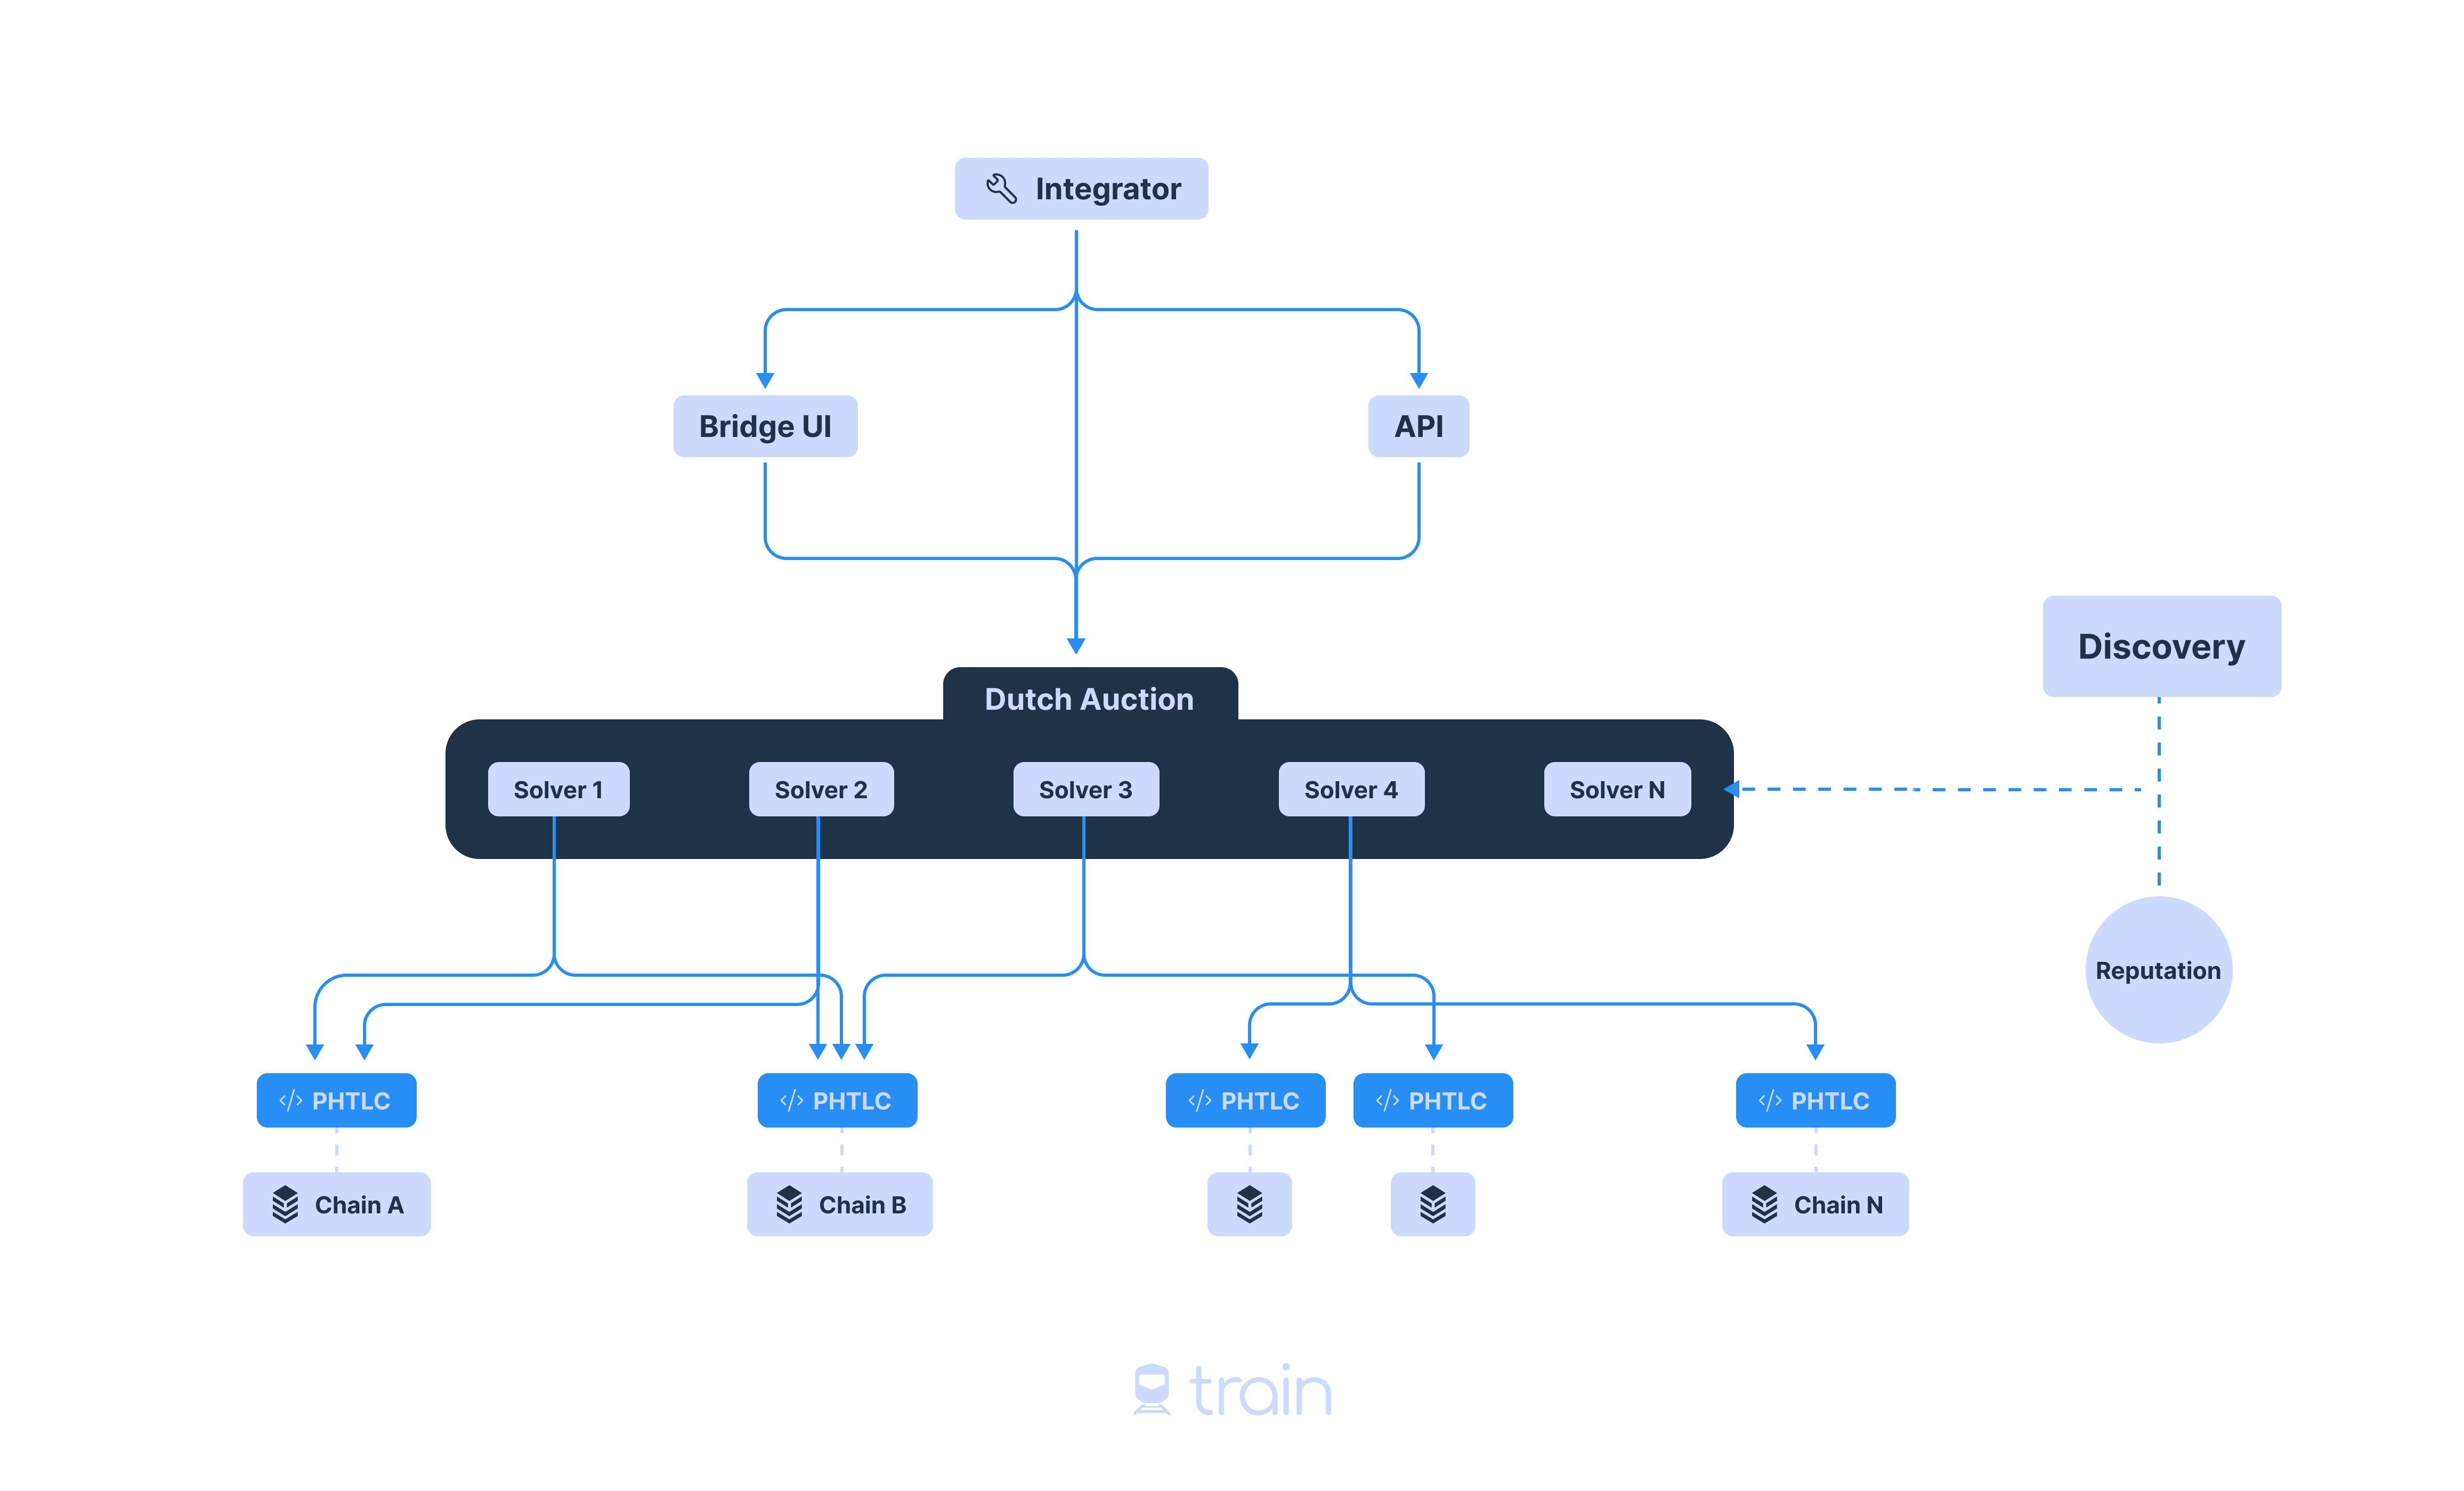 Integrator
Bridge UI
API
Discovery
Dutch Auction
Solver 1
Solver 2
Solver 3
Solver 4
Solver N
Reputation
</> PHTLC
</> PHTLC
</> PHTLC
</> PHTLC
</> PHTLC
Chain A
Chain B
Chain N
train